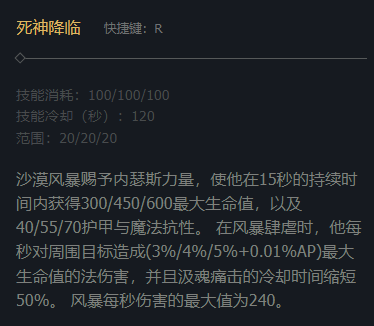 死神降临 快捷键：R
技能消耗：100/100/100
技能冷却（秒）：120
范围：20/20/20
沙漠风暴赐予内瑟斯力量，使他在15秒的持续时
间内获得300/450/600最大生命值，以及
40/55/70护甲与魔法抗性。 在风暴肆虐时，他每
秒对周围目标造成(3%/4%/5%+0.01%AP)最大
生命值的法伤害，并且汲魂痛击的冷却时间缩短
50%。 风暴每秒伤害的最大值为240。